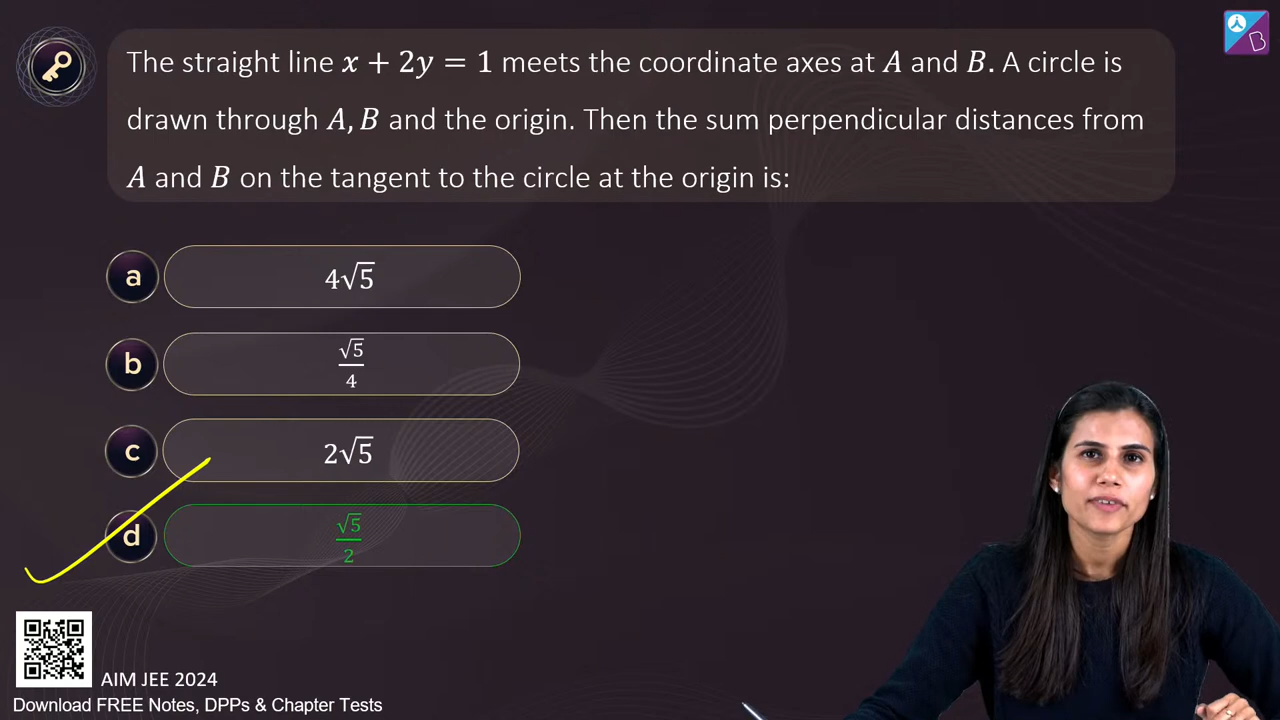 The straight line x + 2y = 1 meets the coordinate axes at A and B. A circle is
drawn through A, B and the origin. Then the sum perpendicular distances from
A and B on the tangent to the circle at the origin is:
a 4√5
b √5/4
c 2√5
d √5/2
AIM JEE 2024
Download FREE Notes, DPPs & Chapter Tests